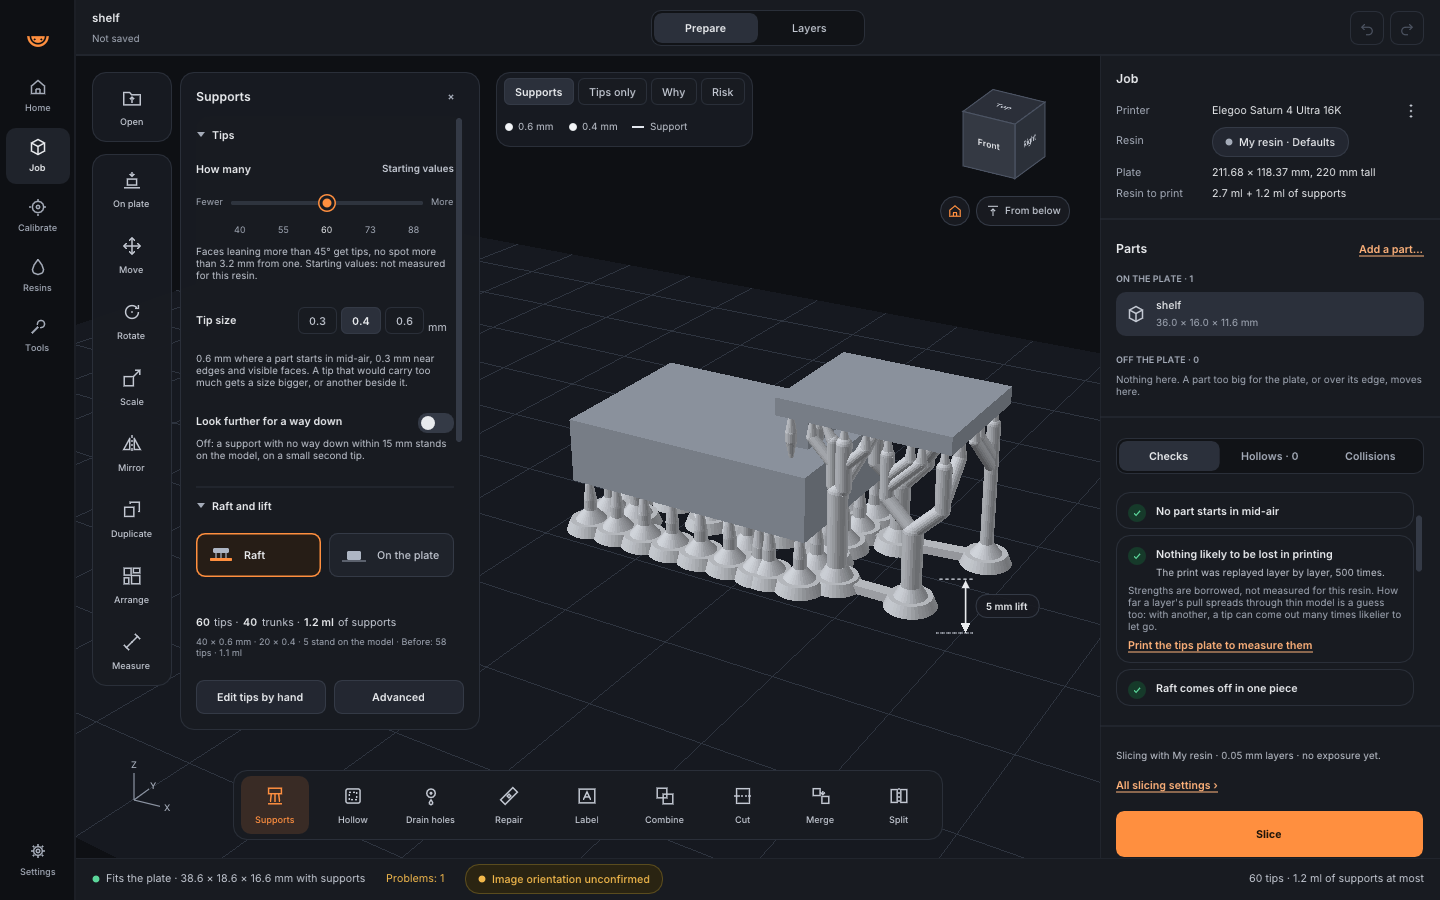 shelf
Not saved
Prepare
Layers
Home
Job
Calibrate
Resins
Tools
Settings
Open
On plate
Move
Rotate
Scale
Mirror
Duplicate
Arrange
Measure
Supports
×
Tips
How many
Starting values
Fewer
More
40 55 60 73 88
Faces leaning more than 45° get tips, no spot more
than 3.2 mm from one. Starting values: not measured
for this resin.
Tip size
0.3 0.4 0.6 mm
0.6 mm where a part starts in mid-air, 0.3 mm near
edges and visible faces. A tip that would carry too
much gets a size bigger, or another beside it.
Look further for a way down
Off: a support with no way down within 15 mm stands
on the model, on a small second tip.
Raft and lift
Raft
On the plate
60 tips · 40 trunks · 1.2 ml of supports
40 × 0.6 mm · 20 × 0.4 · 5 stand on the model · Before: 58
tips · 1.1 ml
Edit tips by hand
Advanced
Supports
Tips only
Why
Risk
0.6 mm
0.4 mm
Support
Top
Front
Right
From below
5 mm lift
Z
Y
X
Supports
Hollow
Drain holes
Repair
Label
Combine
Cut
Merge
Split
Job
Printer Elegoo Saturn 4 Ultra 16K
Resin My resin · Defaults
Plate 211.68 × 118.37 mm, 220 mm tall
Resin to print 2.7 ml + 1.2 ml of supports
Parts
Add a part...
ON THE PLATE · 1
shelf
36.0 × 16.0 × 11.6 mm
OFF THE PLATE · 0
Nothing here. A part too big for the plate, or over its edge, moves
here.
Checks
Hollows · 0
Collisions
No part starts in mid-air
Nothing likely to be lost in printing
The print was replayed layer by layer, 500 times.
Strengths are borrowed, not measured for this resin. How
far a layer's pull spreads through thin model is a guess
too: with another, a tip can come out many times likelier to
let go.
Print the tips plate to measure them
Raft comes off in one piece
Slicing with My resin · 0.05 mm layers · no exposure yet.
All slicing settings ›
Slice
Fits the plate · 38.6 × 18.6 × 16.6 mm with supports
Problems: 1
Image orientation unconfirmed
60 tips · 1.2 ml of supports at most